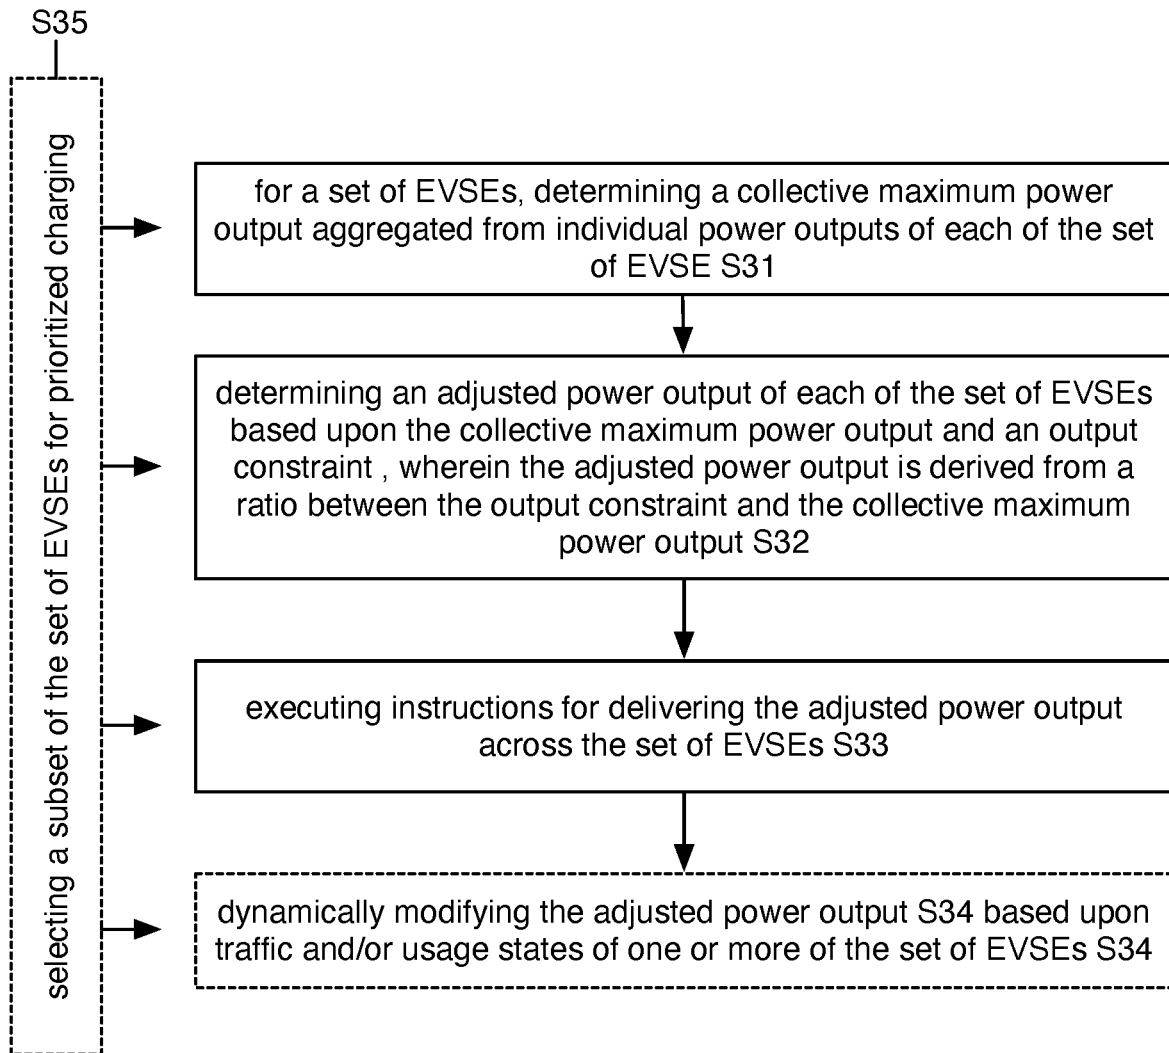 S35
selecting a subset of the set of EVSEs for prioritized charging
for a set of EVSEs, determining a collective maximum power
output aggregated from individual power outputs of each of the set
of EVSE S31
determining an adjusted power output of each of the set of EVSEs
based upon the collective maximum power output and an output
constraint , wherein the adjusted power output is derived from a
ratio between the output constraint and the collective maximum
power output S32
executing instructions for delivering the adjusted power output
across the set of EVSEs S33
dynamically modifying the adjusted power output S34 based upon
traffic and/or usage states of one or more of the set of EVSEs S34